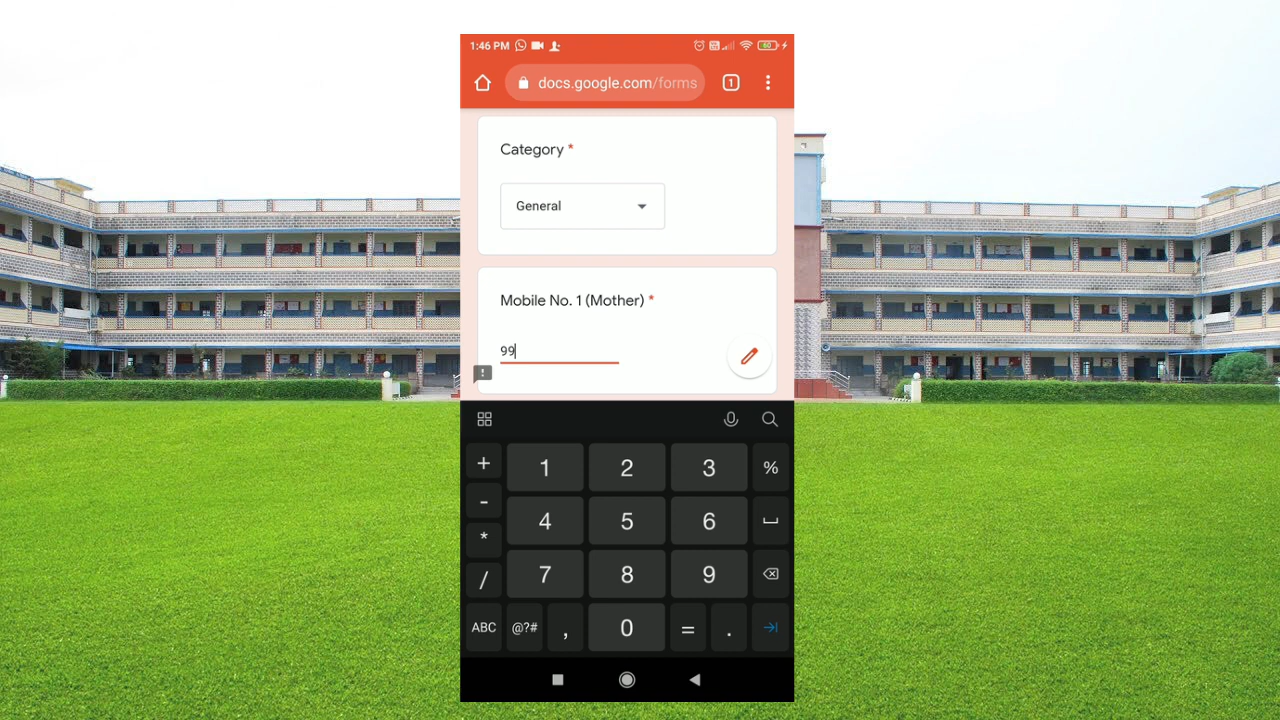 1:46 PM
60
docs.google.com/forms
1
Category *
General
Mobile No. 1 (Mother) *
99
+ 1 2 3 %
- 4 5 6
* 7 8 9
/
ABC @?# , 0 = .